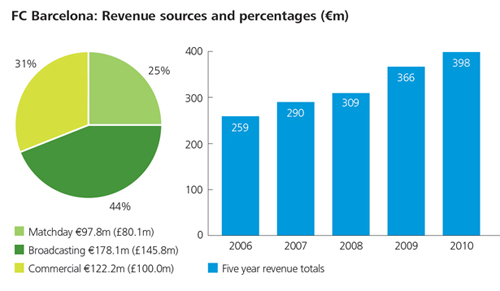 FC Barcelona: Revenue sources and percentages (€m)
31%
25%
44%
Matchday €97.8m (£80.1m)
Broadcasting €178.1m (£145.8m)
Commercial €122.2m (£100.0m)
400
300
200
100
0
259
290
309
366
398
2006 2007 2008 2009 2010
Five year revenue totals